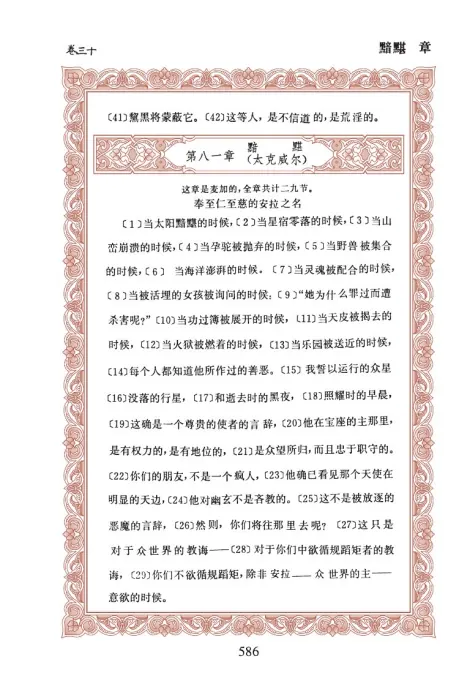 卷三十
黯黮 章
〔41〕黧黑将蒙蔽它。〔42〕这等人,是不信道的,是荒淫的。
第八一章 黯 黮
(太克威尔)
这章是麦加的,全章共计二九节。
奉至仁至慈的安拉之名
〔1〕当太阳黯黮的时候,〔2〕当星宿零落的时候,〔3〕当山
峦崩溃的时候,〔4〕当孕驼被抛弃的时候,〔5〕当野兽被集合
的时候,〔6〕 当海洋澎湃的时候。〔7〕当灵魂被配合的时候,
〔8〕当被活埋的女孩被询问的时候:〔9〕“她为什么罪过而遭
杀害呢?”〔10〕当功过簿被展开的时候,〔11〕当天皮被揭去的
时候,〔12〕当火狱被燃着的时候,〔13〕当乐园被送近的时候,
〔14〕每个人都知道他所作过的善恶。〔15〕 我誓以运行的众星
〔16〕没落的行星,〔17〕和逝去时的黑夜,〔18〕照耀时的早晨,
〔19〕这确是一个尊贵的使者的言辞,〔20〕他在宝座的主那里,
是有权力的,是有地位的,〔21〕是众望所归,而且忠于职守的。
〔22〕你们的朋友,不是一个疯人,〔23〕他确已看见那个天使在
明显的天边,〔24〕他对幽玄不是吝教的。〔25〕这不是被放逐的
恶魔的言辞,〔26〕然则,你们将往那里去呢?〔27〕这只是
对于众世界的教诲——〔28〕对于你们中欲循规蹈矩者的教
诲,〔29〕你们不欲循规蹈矩,除非安拉——众世界的主——
意欲的时候。
586